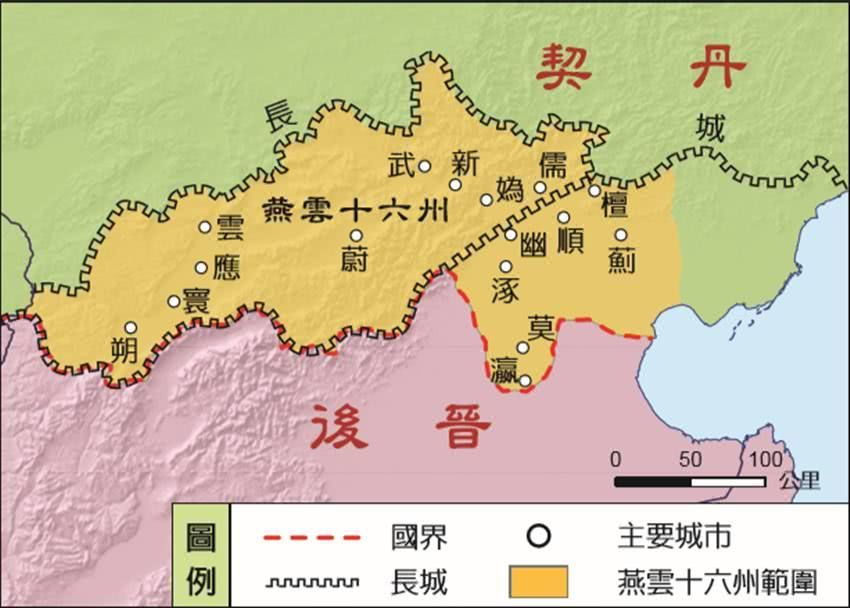 契丹
長城
武
新
媯
儒
檀
燕雲十六州
雲
蔚
幽
順
薊
應
涿
寰
朔
莫
瀛
後晉
0 50 100
公里
圖例
國界
主要城市
長城
燕雲十六州範圍